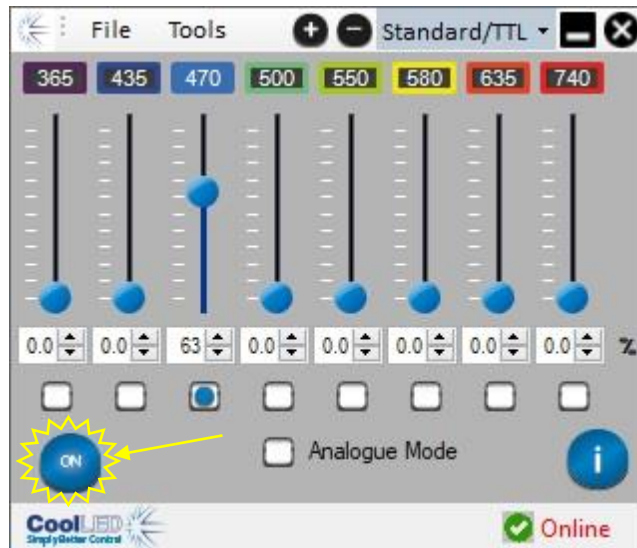 File Tools + - Standard/TTL
365 435 470 500 550 580 635 740
0.0 0.0 63 0.0 0.0 0.0 0.0 0.0 %
ON Analogue Mode i
CoolLED Online
Simply Better Control